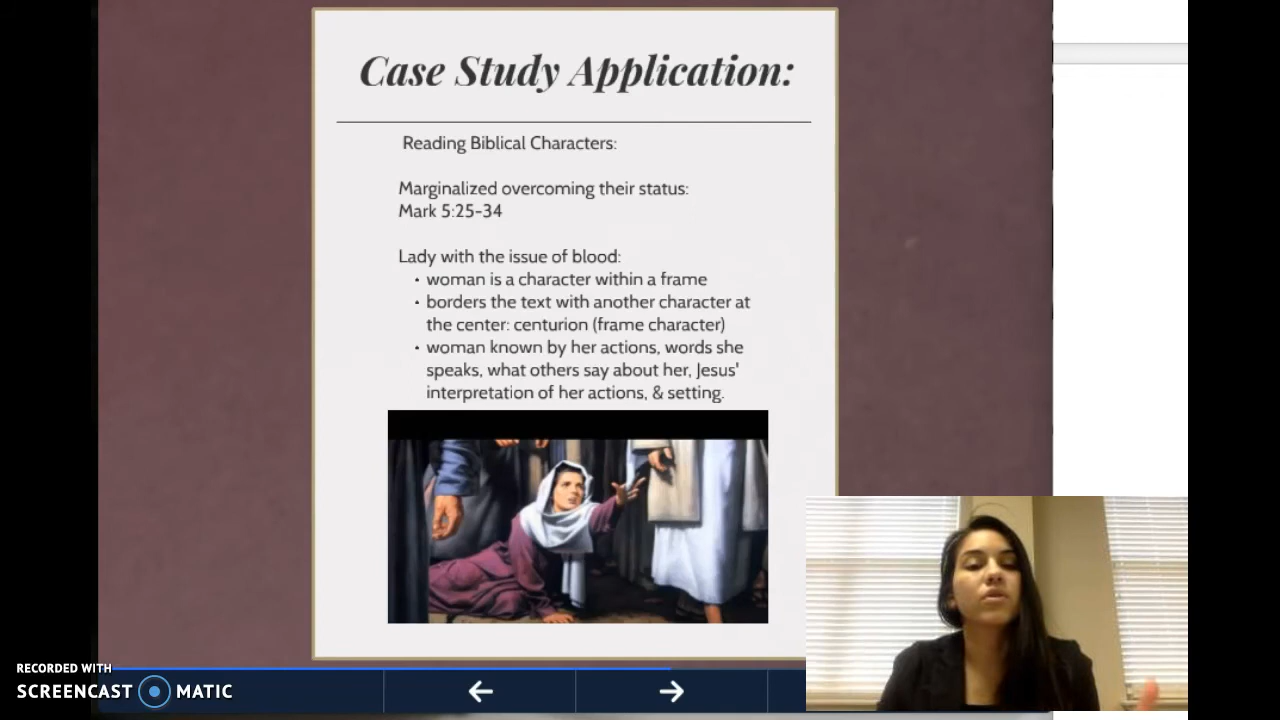 Case Study Application:
Reading Biblical Characters:
Marginalized overcoming their status:
Mark 5:25-34
Lady with the issue of blood:
• woman is a character within a frame
• borders the text with another character at
the center: centurion (frame character)
• woman known by her actions, words she
speaks, what others say about her, Jesus'
interpretation of her actions, & setting.
RECORDED WITH
SCREENCAST MATIC